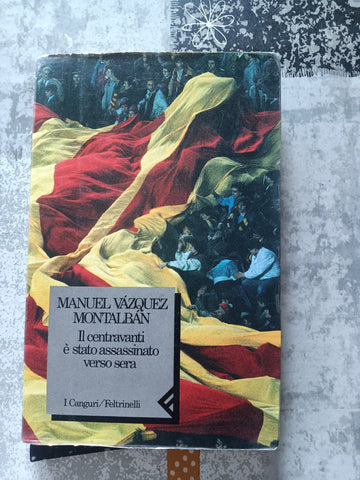 MANUEL VÁZQUEZ
MONTALBÁN
Il centravanti
è stato assassinato
verso sera
I Canguri/Feltrinelli